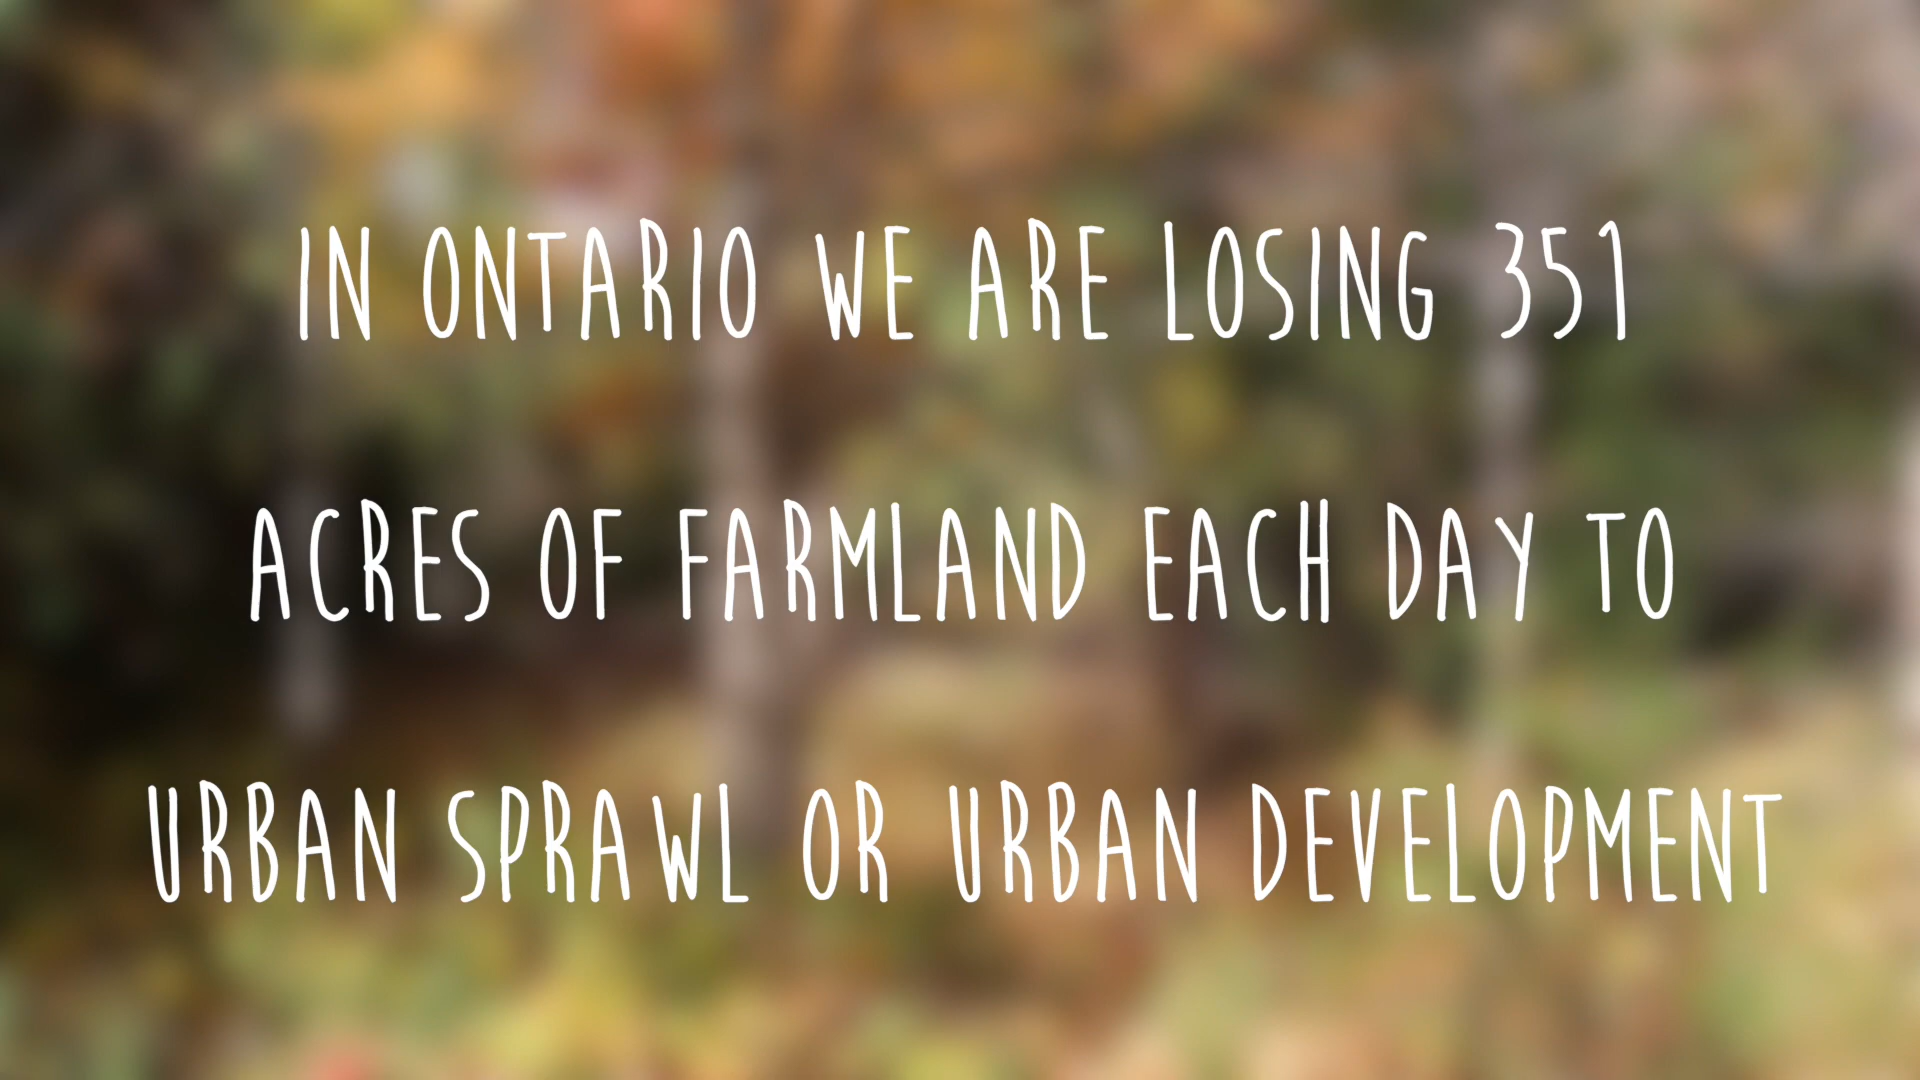 IN ONTARIO WE ARE LOSING 351
ACRES OF FARMLAND EACH DAY TO
URBAN SPRAWL OR URBAN DEVELOPMENT